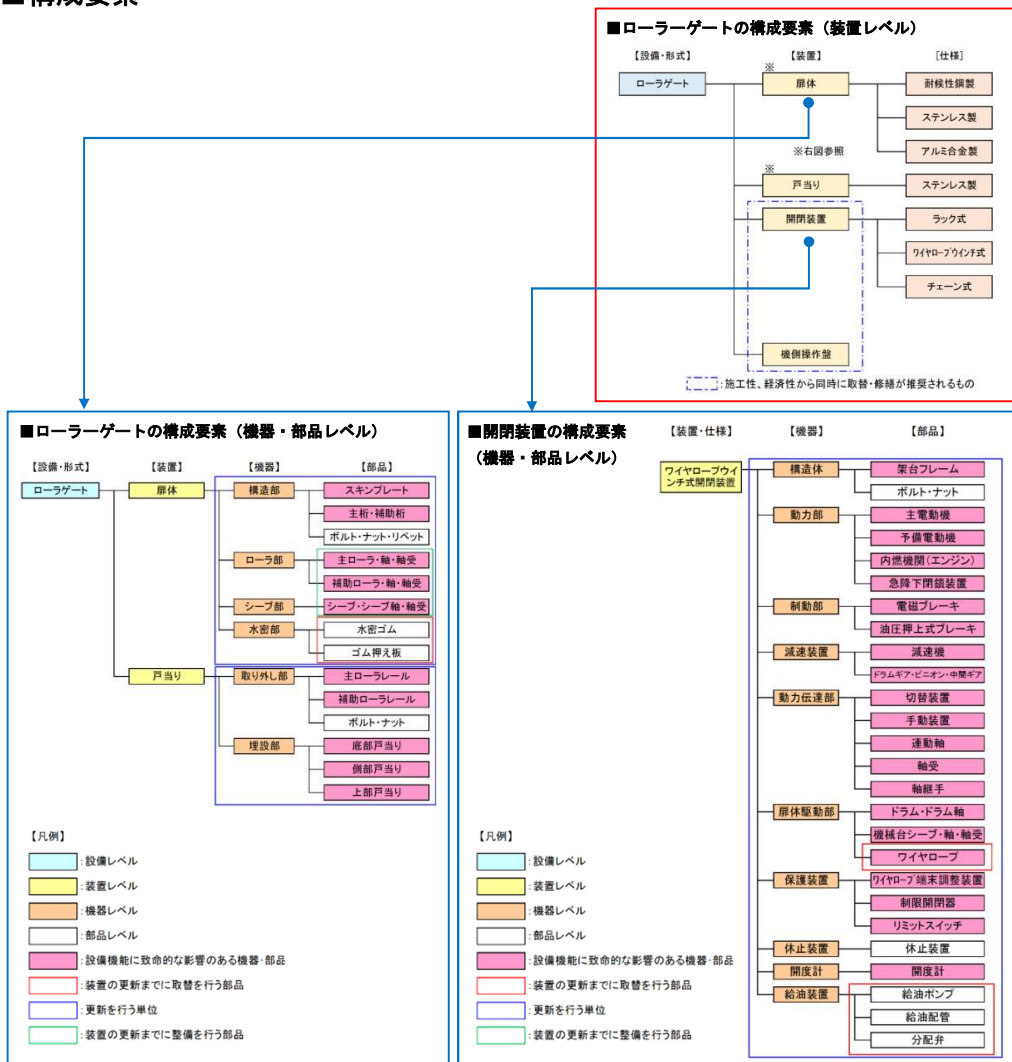 ■構成要素
■ローラーゲートの構成要素（装置レベル）
【設備・形式】 【装置】 [仕様]
※
ローラゲート 扉体 耐候性鋼製
ステンレス製
※右図参照 アルミ合金製
※
戸当り ステンレス製
開閉装置 ラック式
ワイヤロープウインチ式
チェーン式
機側操作盤
：施工性、経済性から同時に取替・修繕が推奨されるもの
■ローラーゲートの構成要素（機器・部品レベル）
【設備・形式】 【装置】 【機器】 【部品】
ローラゲート 扉体 構造部 スキンプレート
主桁・補助桁
ボルト・ナット・リベット
ローラ部 主ローラ・軸・軸受
補助ローラ・軸・軸受
シーブ部 シーブ・シーブ軸・軸受
水密部 水密ゴム
ゴム押え板
戸当り 取り外し部 主ローラレール
補助ローラレール
ボルト・ナット
埋設部 底部戸当り
側部戸当り
上部戸当り
【凡例】
：設備レベル
：装置レベル
：機器レベル
：部品レベル
：設備機能に致命的な影響のある機器・部品
：装置の更新までに取替を行う部品
：更新を行う単位
：装置の更新までに整備を行う部品
■開閉装置の構成要素
（機器・部品レベル）
【装置・仕様】 【機器】 【部品】
ワイヤロープウイ
ンチ式開閉装置
構造体 架台フレーム
ボルト・ナット
動力部 主電動機
予備電動機
内燃機関(エンジン)
急降下閉鎖装置
制動部 電磁ブレーキ
油圧押上式ブレーキ
減速装置 減速機
ドラムギア・ピニオン・中間ギア
動力伝達部 切替装置
手動装置
連動軸
軸受
軸継手
扉体駆動部 ドラム・ドラム軸
機械台シーブ・軸・軸受
ワイヤロープ
保護装置 ワイヤロープ端末調整装置
制限開閉器
リミットスイッチ
休止装置 休止装置
開度計 開度計
給油装置 給油ポンプ
給油配管
分配弁
【凡例】
：設備レベル
：装置レベル
：機器レベル
：部品レベル
：設備機能に致命的な影響のある機器・部品
：装置の更新までに取替を行う部品
：更新を行う単位
：装置の更新までに整備を行う部品